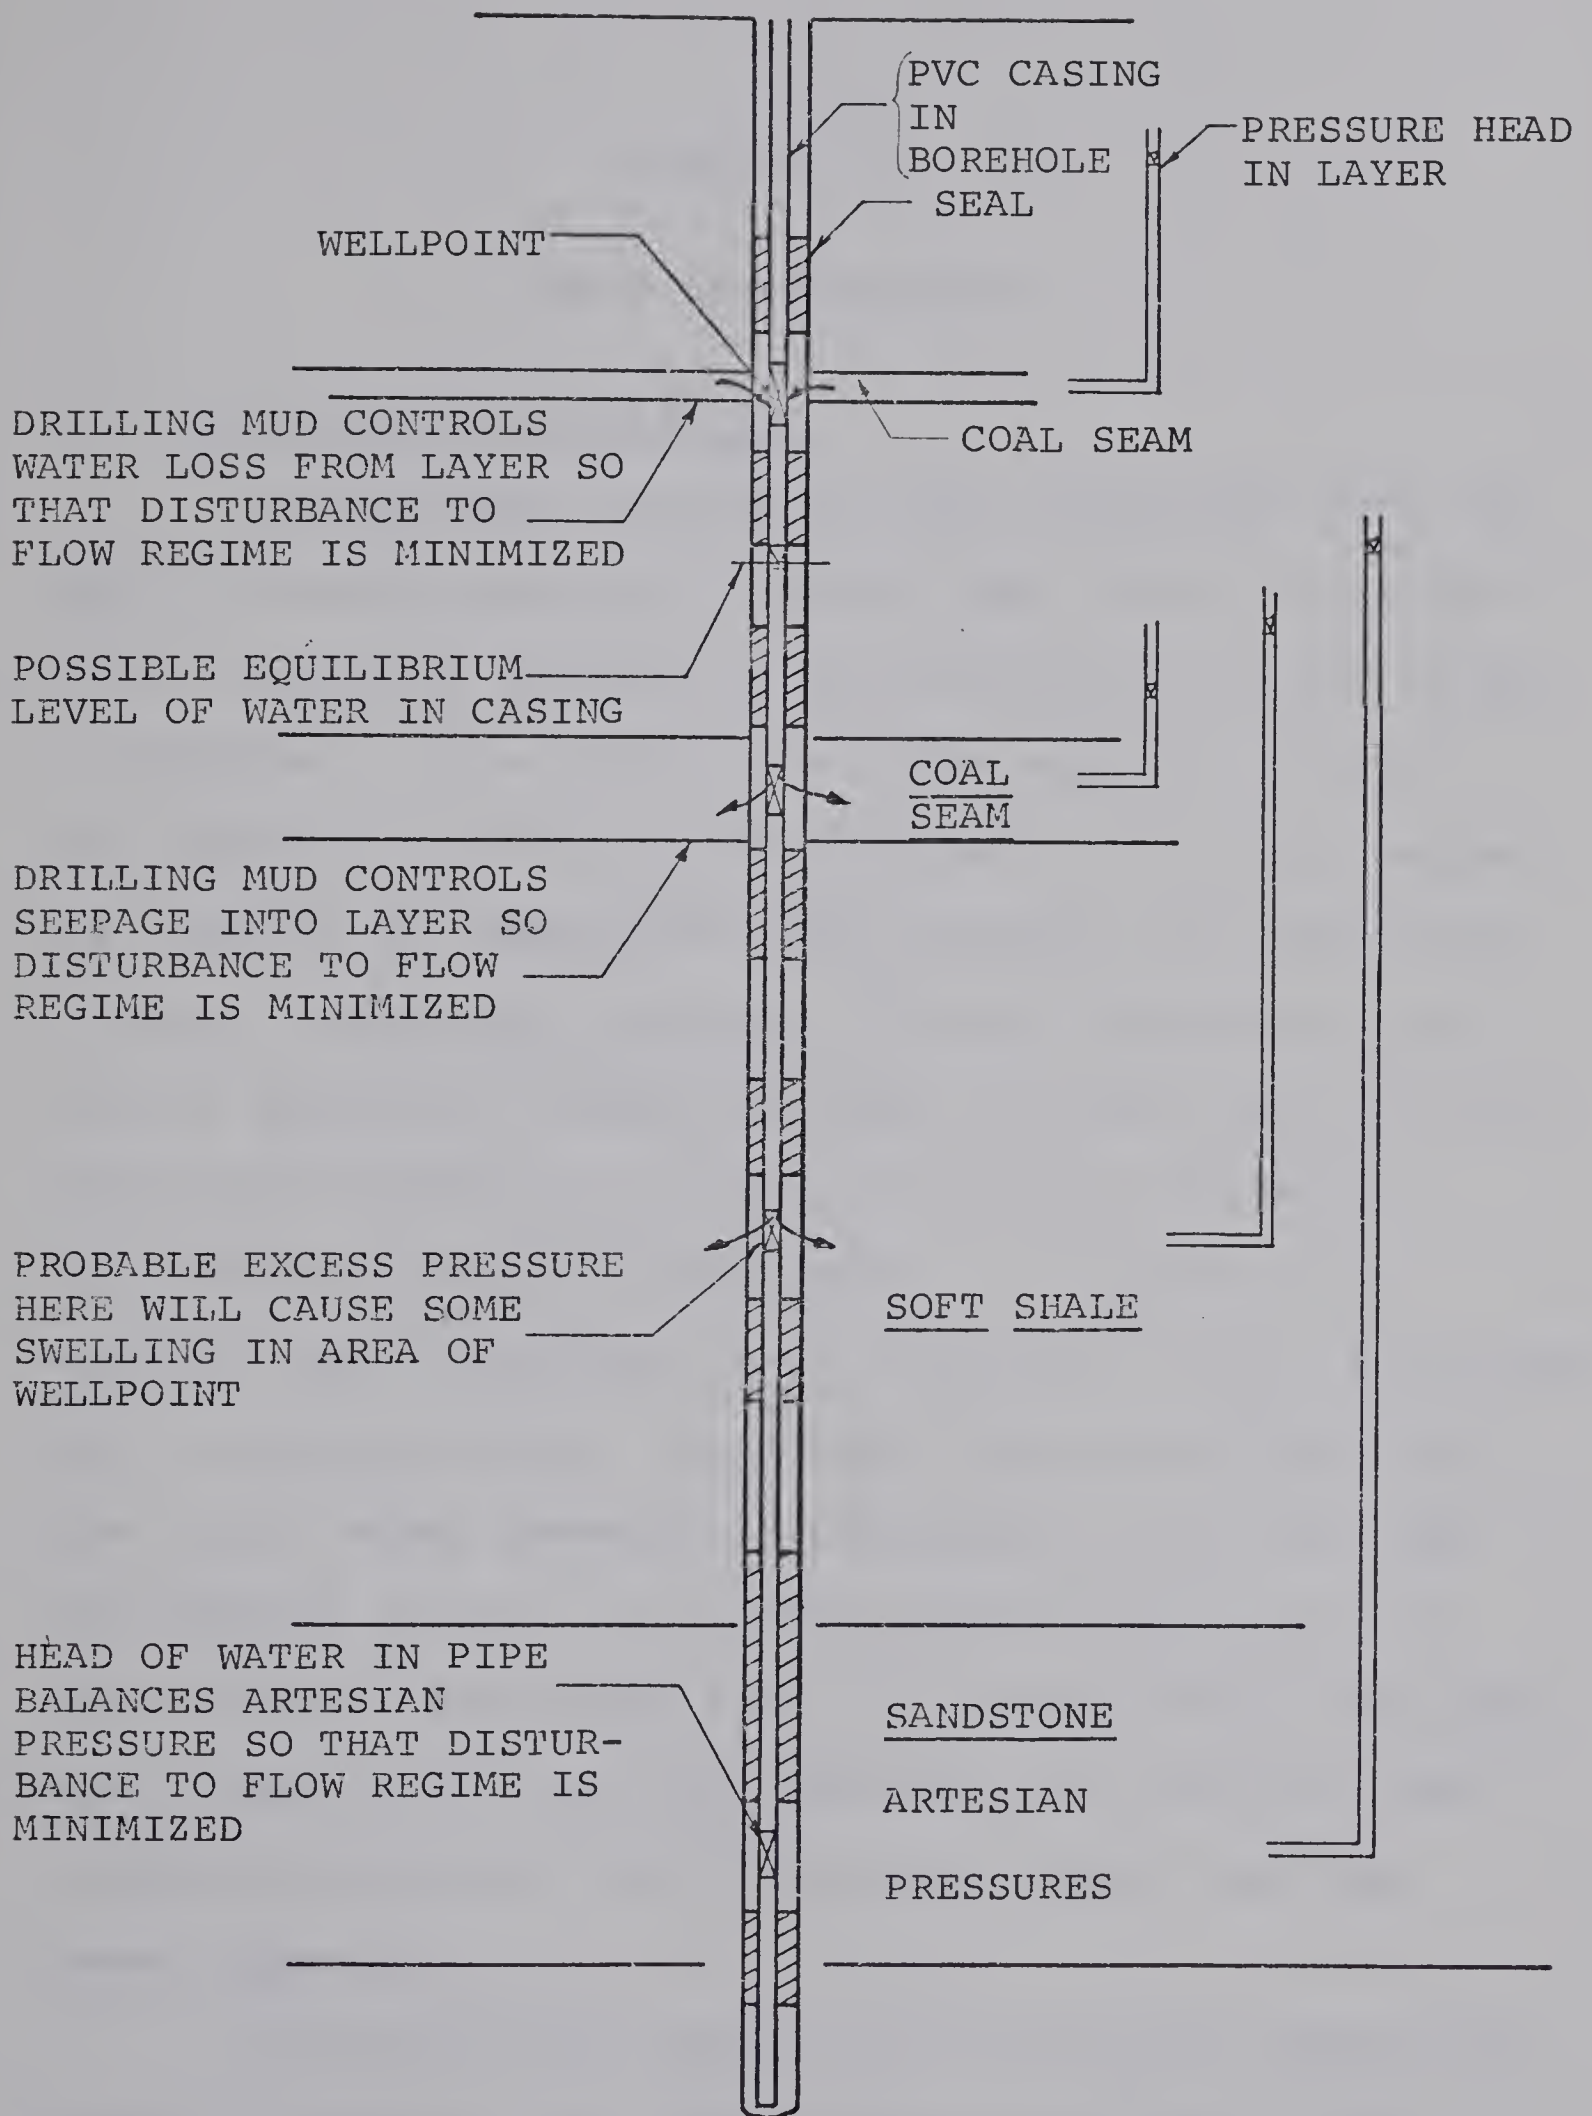 PVC CASING
IN
BOREHOLE
SEAL
PRESSURE HEAD
IN LAYER
WELLPOINT
COAL SEAM
DRILLING MUD CONTROLS
WATER LOSS FROM LAYER SO
THAT DISTURBANCE TO
FLOW REGIME IS MINIMIZED
POSSIBLE EQUILIBRIUM
LEVEL OF WATER IN CASING
COAL
SEAM
DRILLING MUD CONTROLS
SEEPAGE INTO LAYER SO
DISTURBANCE TO FLOW
REGIME IS MINIMIZED
PROBABLE EXCESS PRESSURE
HERE WILL CAUSE SOME
SWELLING IN AREA OF
WELLPOINT
SOFT SHALE
HEAD OF WATER IN PIPE
BALANCES ARTESIAN
PRESSURE SO THAT DISTUR-
BANCE TO FLOW REGIME IS
MINIMIZED
SANDSTONE
ARTESIAN
PRESSURES